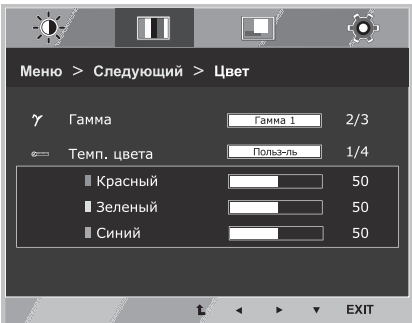 Меню > Следующий > Цвет
γ Гамма Гамма 1 2/3
Темп. цвета Польз-ль 1/4
Красный 50
Зеленый 50
Синий 50
EXIT